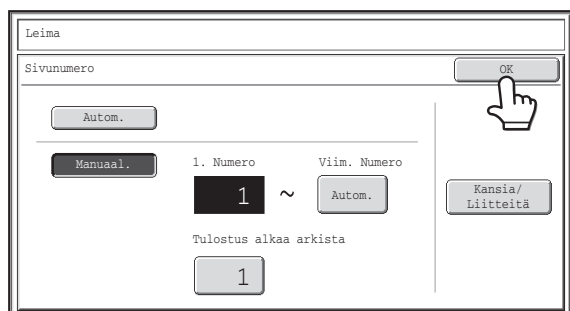 Leima
Sivunumero
OK
Autom.
Manuaal.
1. Numero
Viim. Numero
1
~
Autom.
Kansia/
Liitteitä
Tulostus alkaa arkista
1